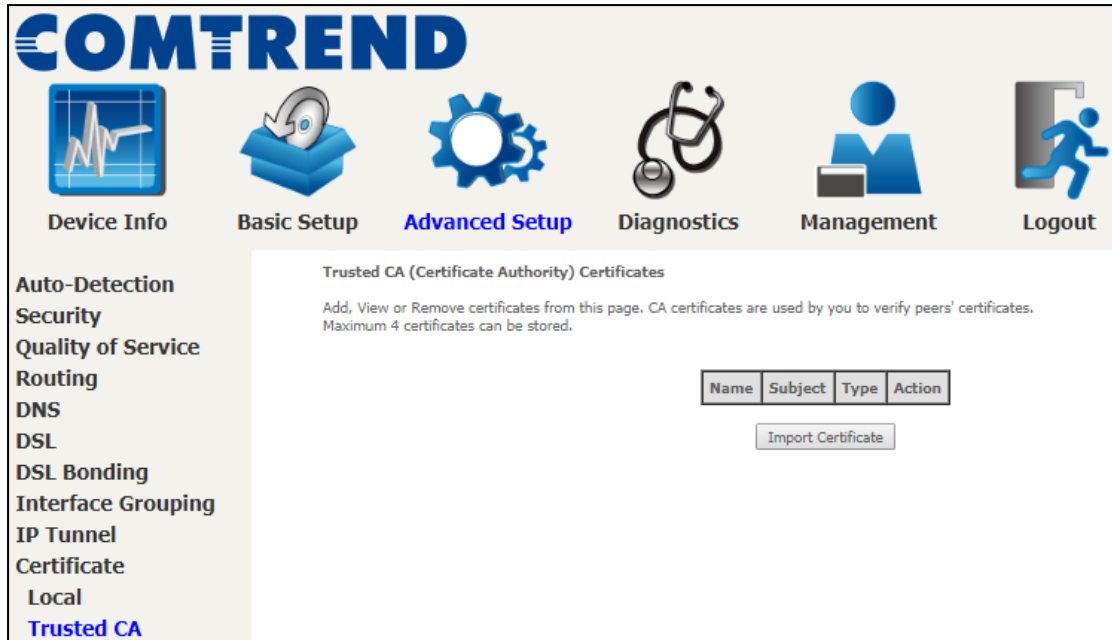 COMTREND
Device Info
Basic Setup
Advanced Setup
Diagnostics
Management
Logout
Auto-Detection
Security
Quality of Service
Routing
DNS
DSL
DSL Bonding
Interface Grouping
IP Tunnel
Certificate
Local
Trusted CA
Trusted CA (Certificate Authority) Certificates
Add, View or Remove certificates from this page. CA certificates are used by you to verify peers' certificates.
Maximum 4 certificates can be stored.
Name Subject Type Action
Import Certificate